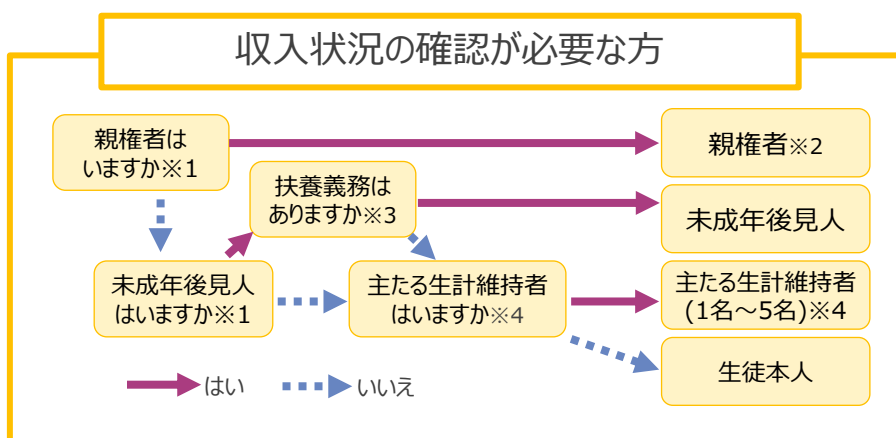 収入状況の確認が必要な方
親権者は
いますか※1
親権者※2
扶養義務は
ありますか※3
未成年後見人
未成年後見人
はいますか※1
主たる生計維持者
はいますか※4
主たる生計維持者
(1名～5名)※4
生徒本人
はい
いいえ